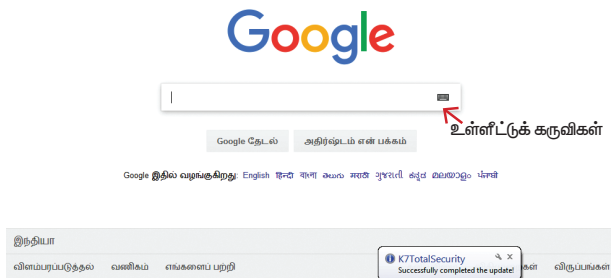 Google
உள்ளீட்டுக் கருவிகள்
Google தேடல் அதிர்ஷ்டம் என் பக்கம்
Google இதில் வழங்குகிறது: English हिन्दी বাংলা తెలుగు मराठी ગુજરાતી ಕನ್ನಡ മലയാളം ਪੰਜਾਬੀ
இந்தியா
விளம்பரப்படுத்தல் வணிகம் எங்களைப் பற்றி விருப்பங்கள்
K7TotalSecurity
Successfully completed the update!